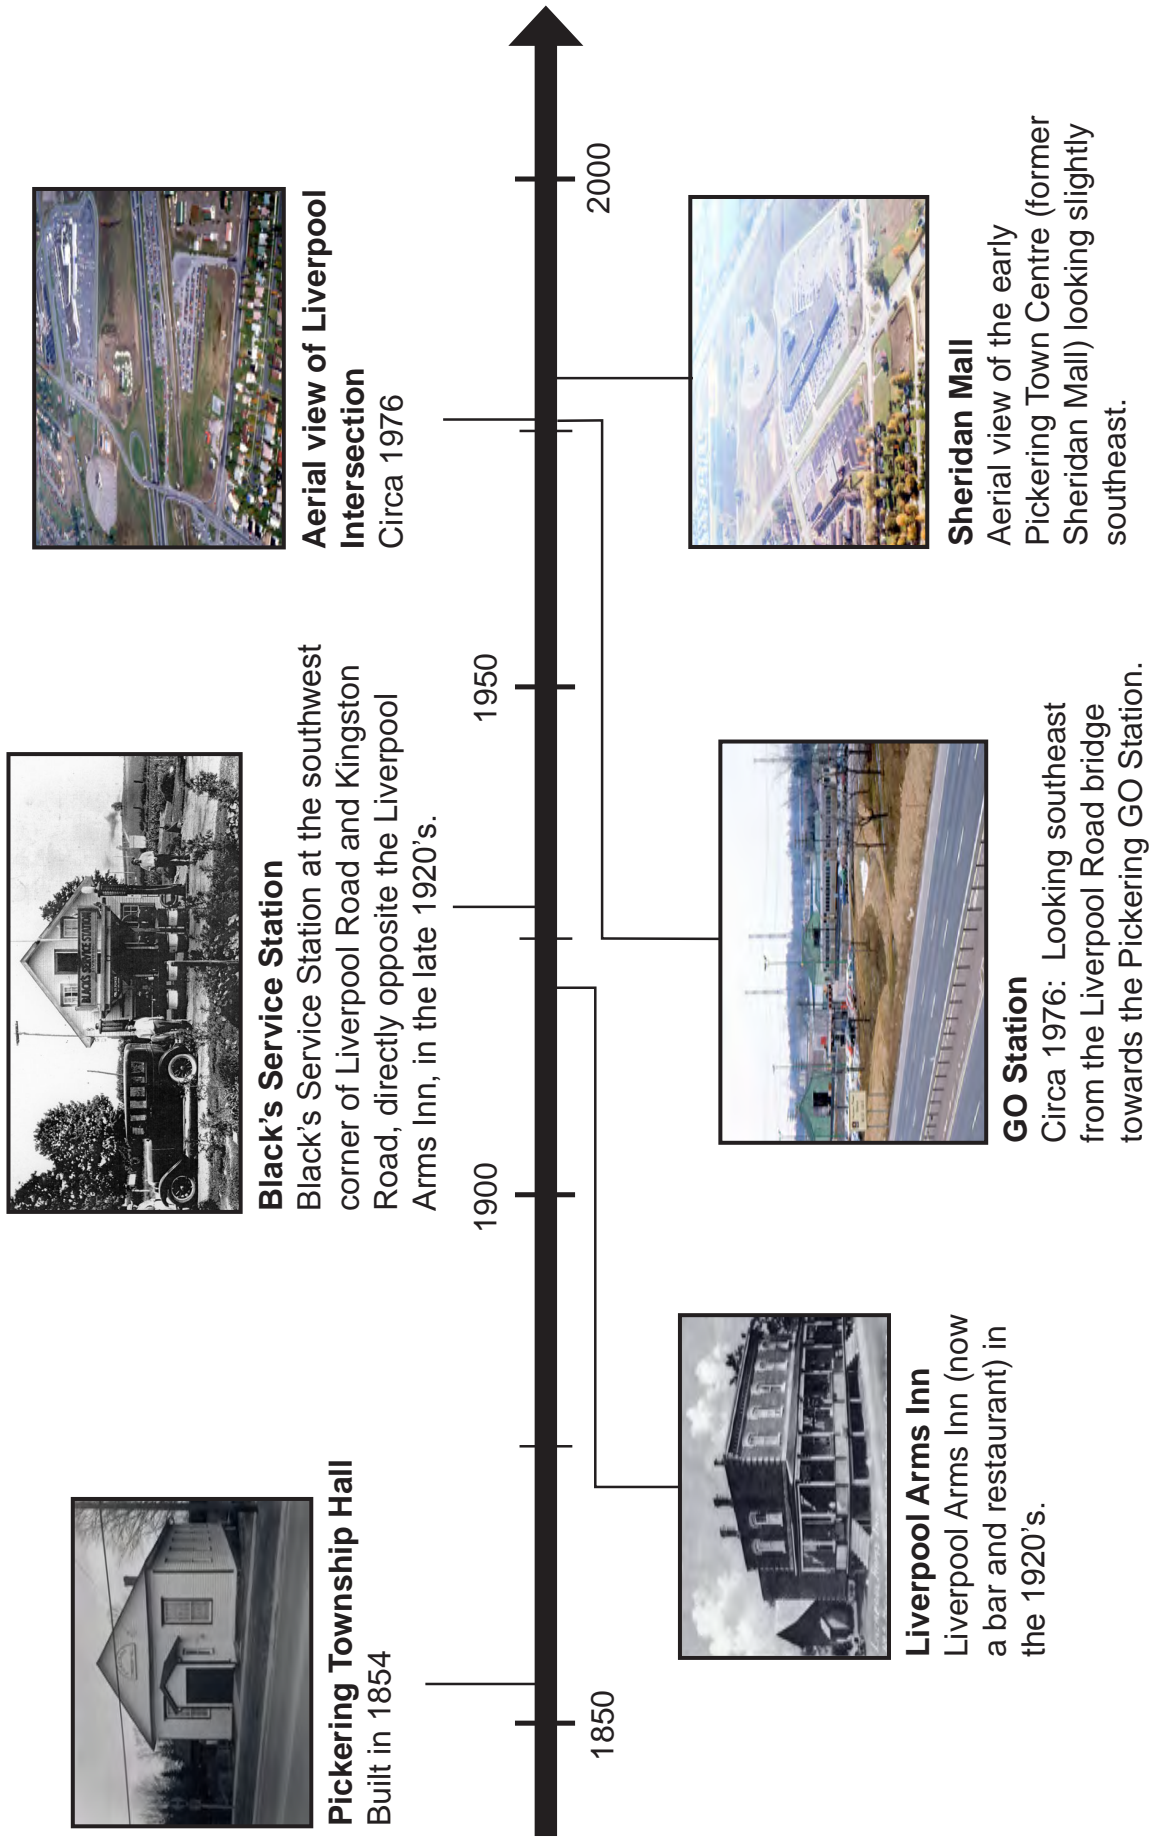 Pickering Township Hall
Built in 1854
Black's Service Station
Black's Service Station at the southwest
corner of Liverpool Road and Kingston
Road, directly opposite the Liverpool
Arms Inn, in the late 1920's.
BLACK'S SERVICE STATION
Aerial view of Liverpool
Intersection
Circa 1976
1850
1900
1950
2000
Liverpool Arms Inn
Liverpool Arms Inn (now
a bar and restaurant) in
the 1920's.
GO Station
Circa 1976: Looking southeast
from the Liverpool Road bridge
towards the Pickering GO Station.
Sheridan Mall
Aerial view of the early
Pickering Town Centre (former
Sheridan Mall) looking slightly
southeast.